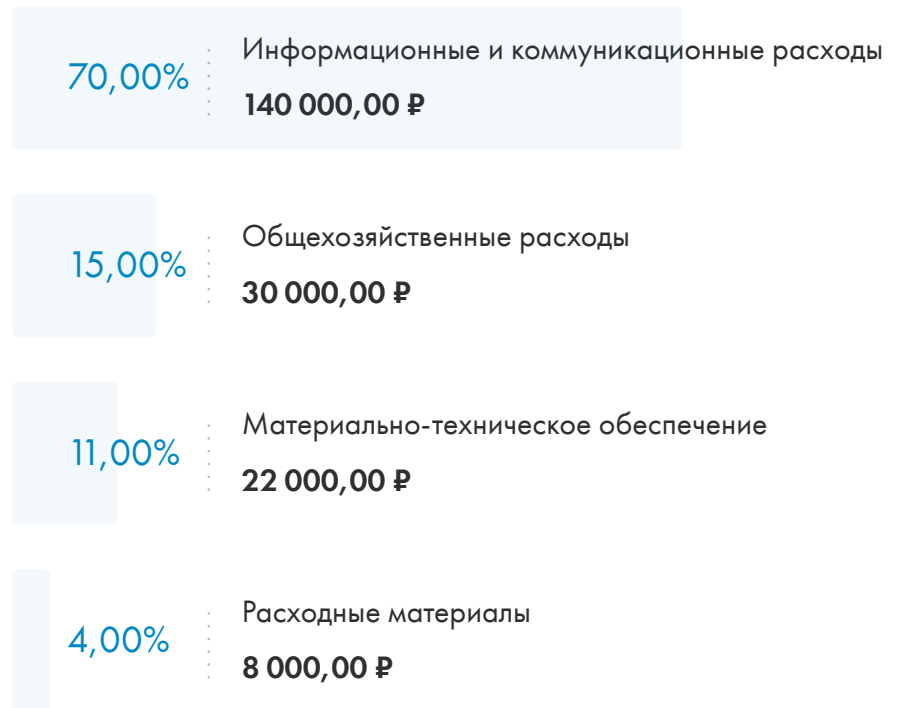 70,00%
Информационные и коммуникационные расходы
140 000,00 ₽
15,00%
Общехозяйственные расходы
30 000,00 ₽
11,00%
Материально-техническое обеспечение
22 000,00 ₽
4,00%
Расходные материалы
8 000,00 ₽